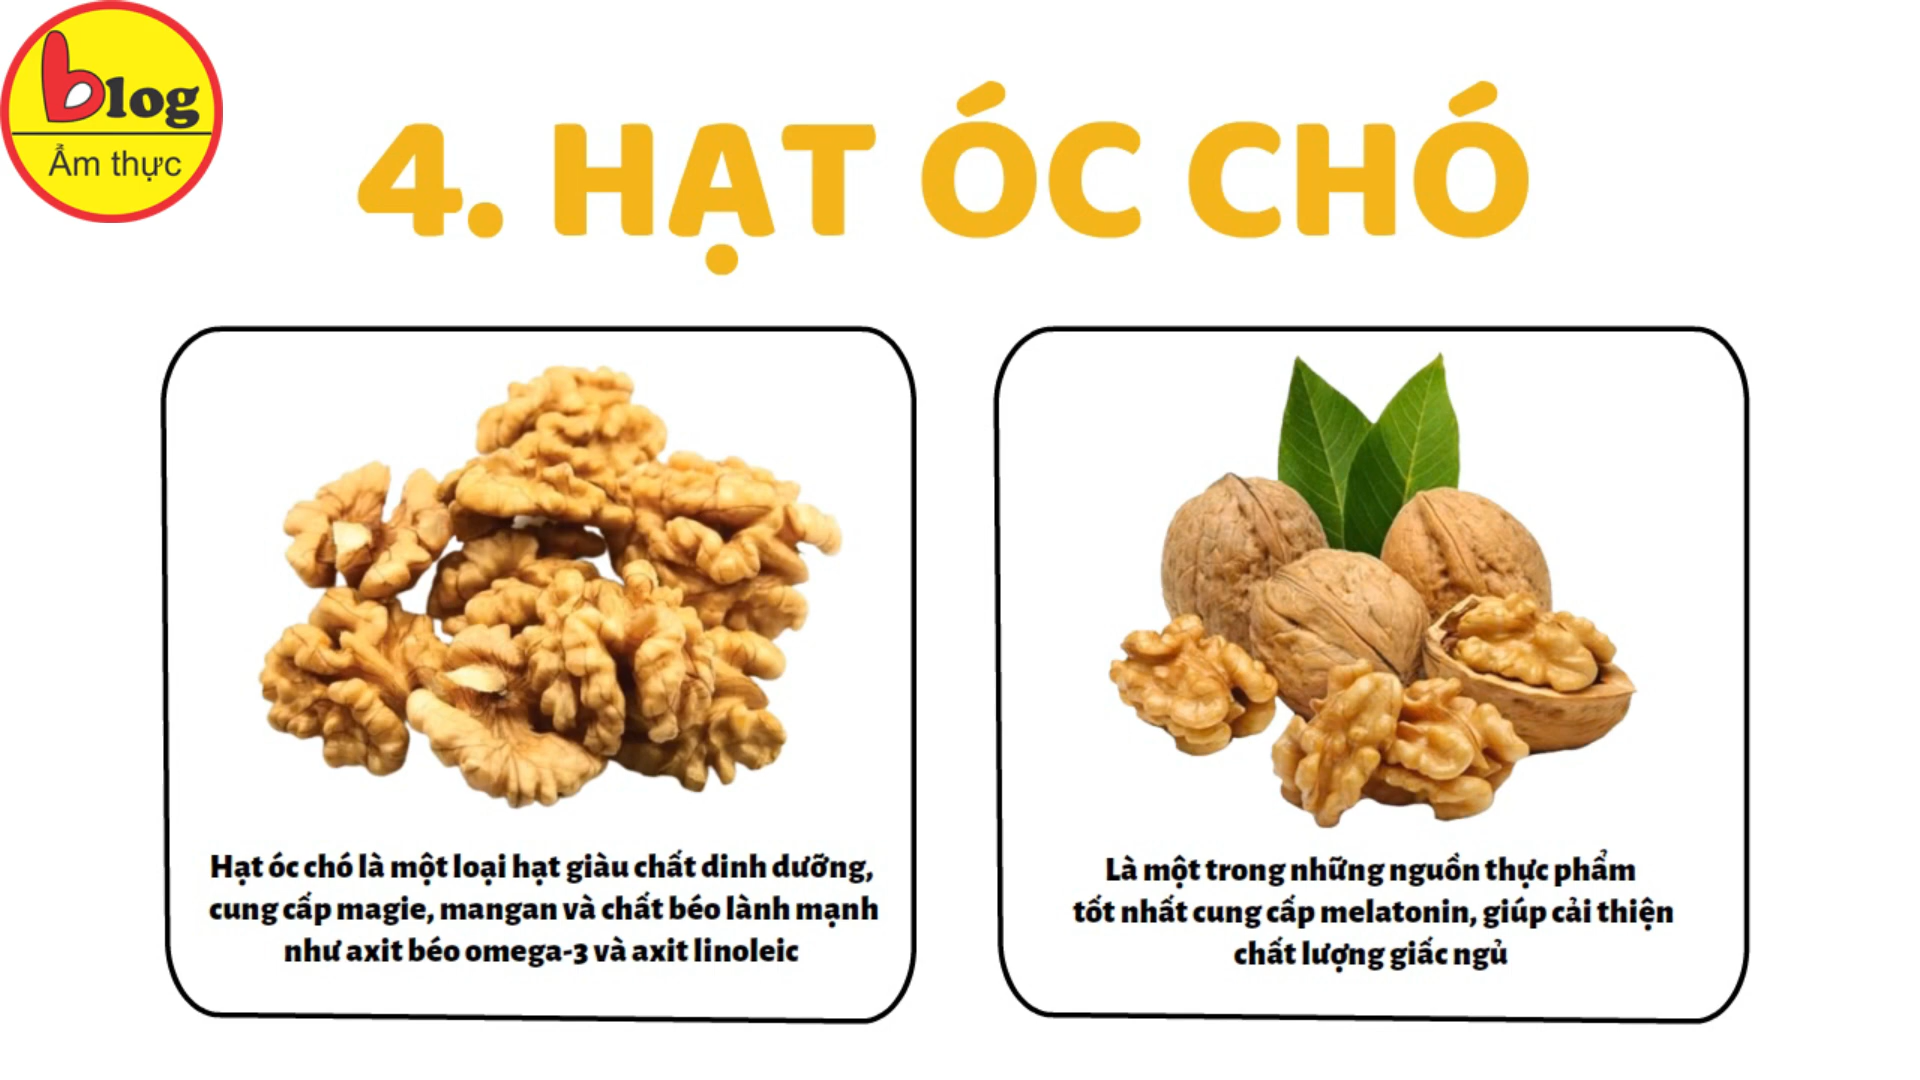 blog
Ẩm thực
4. HẠT ÓC CHÓ
Hạt óc chó là một loại hạt giàu chất dinh dưỡng,
cung cấp magie, mangan và chất béo lành mạnh
như axit béo omega-3 và axit linoleic
Là một trong những nguồn thực phẩm
tốt nhất cung cấp melatonin, giúp cải thiện
chất lượng giấc ngủ